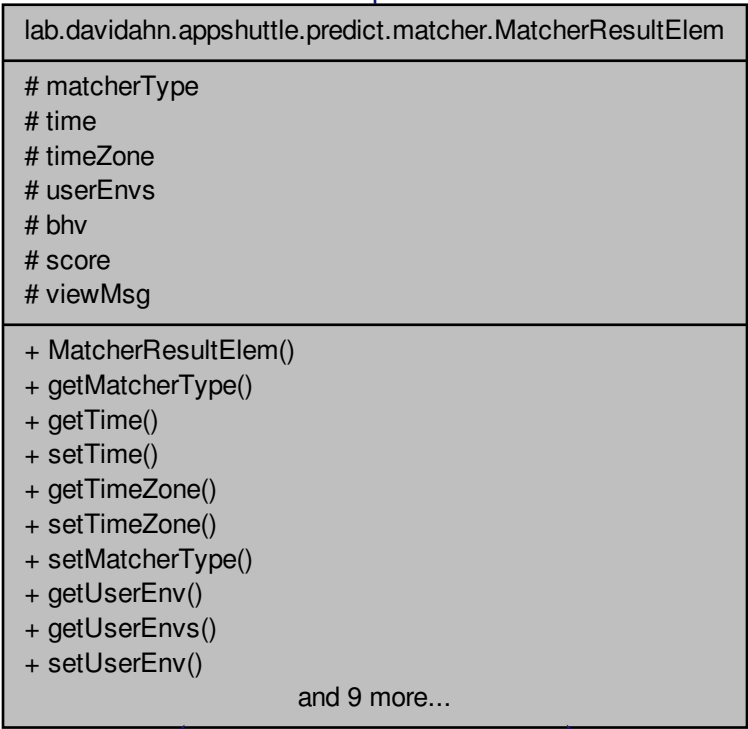 lab.davidahn.appshuttle.predict.matcher.MatcherResultElem
# matcherType
# time
# timeZone
# userEnvs
# bhv
# score
# viewMsg
+ MatcherResultElem()
+ getMatcherType()
+ getTime()
+ setTime()
+ getTimeZone()
+ setTimeZone()
+ setMatcherType()
+ getUserEnv()
+ getUserEnvs()
+ setUserEnv()
and 9 more...